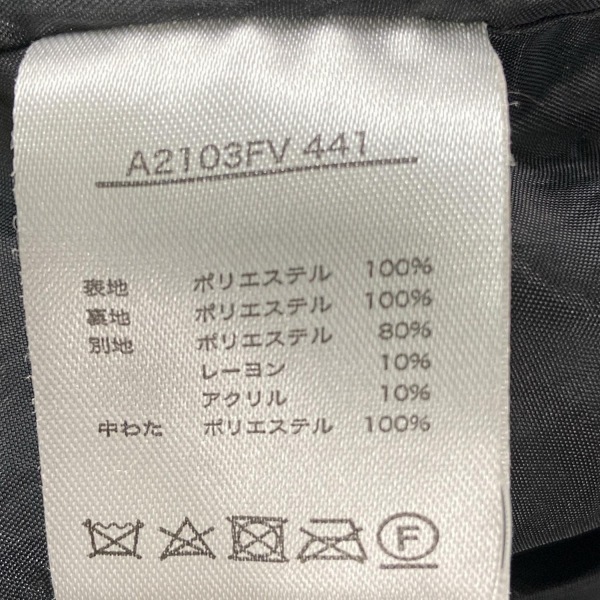 A2103FV 441
表地 ポリエステル 100%
裏地 ポリエステル 100%
別地 ポリエステル 80%
レーヨン 10%
アクリル 10%
中わた ポリエステル 100%
F